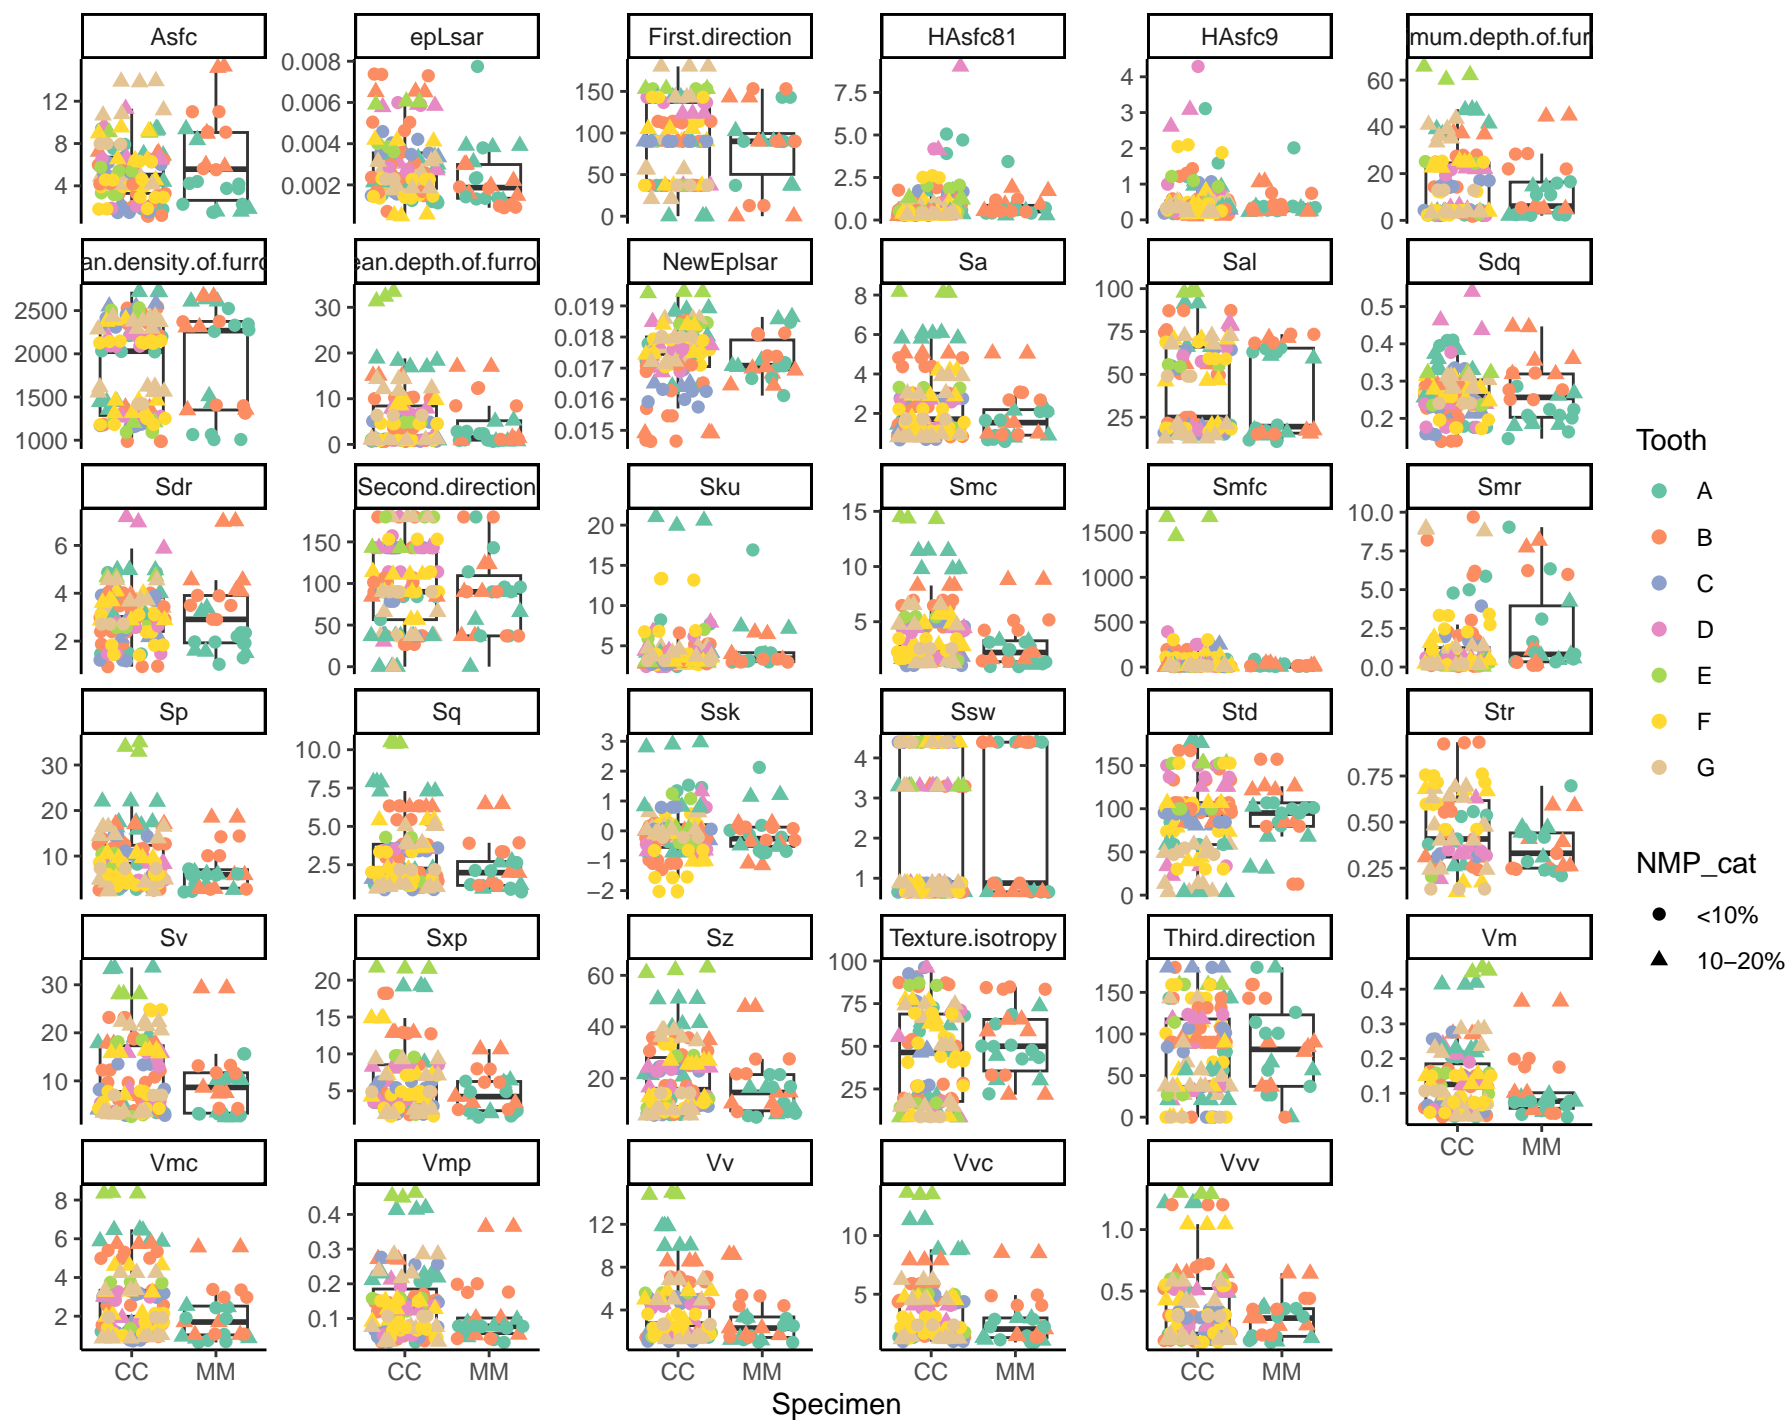 Asfc epLsar First.direction HAsfc81 HAsfc9 mum.depth.of.fur
12 8 4
0.008 0.006 0.004 0.002
150 100 50 0
7.5 5.0 2.5 0.0
4 3 2 1 0
60 40 20 0
an.density.of.furro ean.depth.of.furro NewEplsar Sa Sal Sdq
2500 2000 1500 1000
30 20 10 0
0.019 0.018 0.017 0.016 0.015
8 6 4 2
100 75 50 25
0.5 0.4 0.3 0.2
Sdr Second.direction Sku Smc Smfc Smr
6 4 2
150 100 50 0
20 15 10 5
15 10 5
1500 1000 500 0
10.0 7.5 5.0 2.5 0.0
Sp Sq Ssk Ssw Std Str
30 20 10
10.0 7.5 5.0 2.5
3 2 1 0 −1 −2
4 3 2 1
150 100 50 0
0.75 0.50 0.25
Sv Sxp Sz Texture.isotropy Third.direction Vm
30 20 10
20 15 10 5
60 40 20
100 75 50 25
150 100 50 0
0.4 0.3 0.2 0.1
CC MM
Vmc Vmp Vv Vvc Vvv
8 6 4 2
0.4 0.3 0.2 0.1
12 8 4
10 5
1.0 0.5
CC MM CC MM CC MM CC MM CC MM
Specimen
Tooth
A
B
C
D
E
F
G
NMP_cat
<10%
10−20%